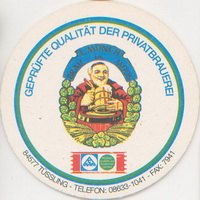 GEPRÜFTE QUALITÄT DER PRIVATBRAUEREI
84577 TÜSSLING - TELEFON: 08633-1041 - FAX: 7941